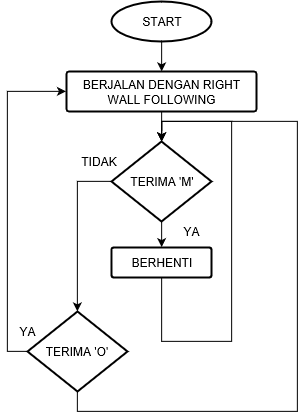 START
BERJALAN DENGAN RIGHT
WALL FOLLOWING
TIDAK
TERIMA 'M'
YA
BERHENTI
YA
TERIMA 'O'